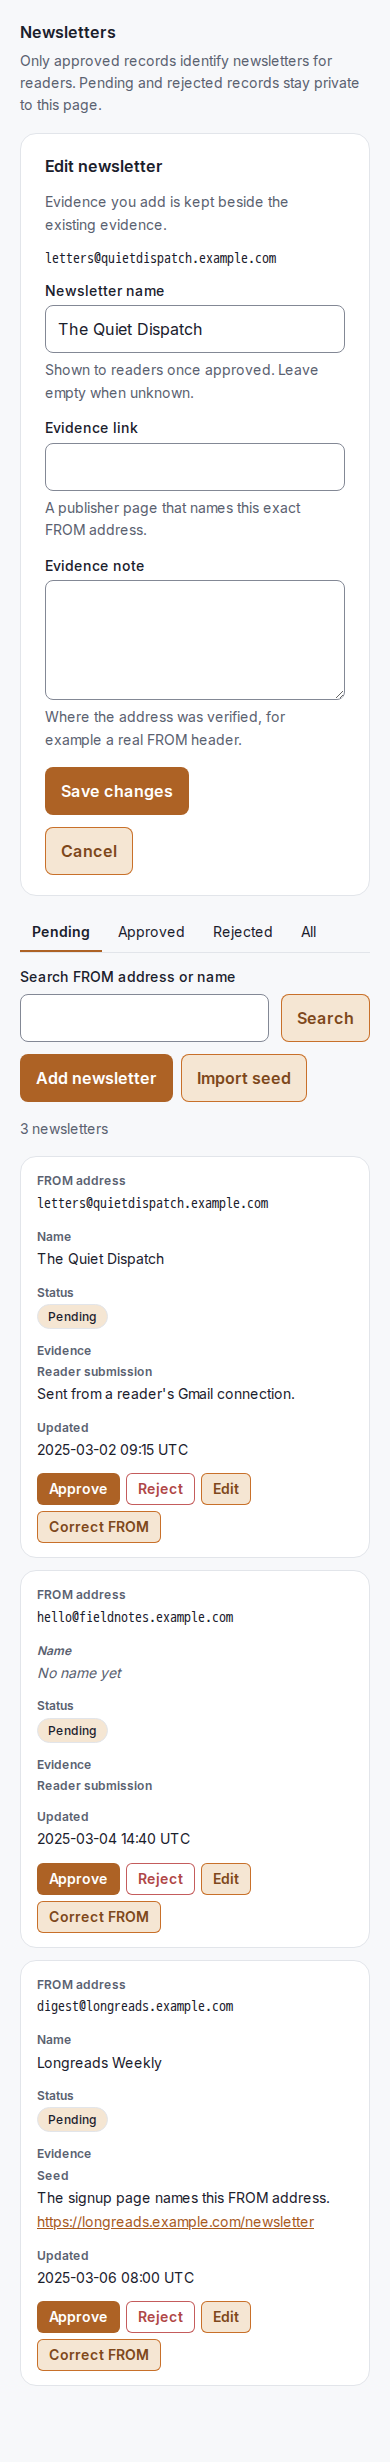 Newsletters
Only approved records identify newsletters for
readers. Pending and rejected records stay private
to this page.
Edit newsletter
Evidence you add is kept beside the
existing evidence.
letters@quietdispatch.example.com
Newsletter name
The Quiet Dispatch
Shown to readers once approved. Leave
empty when unknown.
Evidence link
A publisher page that names this exact
FROM address.
Evidence note
Where the address was verified, for
example a real FROM header.
Save changes
Cancel
Pending Approved Rejected All
Search FROM address or name
Search
Add newsletter Import seed
3 newsletters
FROM address
letters@quietdispatch.example.com
Name
The Quiet Dispatch
Status
Pending
Evidence
Reader submission
Sent from a reader's Gmail connection.
Updated
2025-03-02 09:15 UTC
Approve Reject Edit
Correct FROM
FROM address
hello@fieldnotes.example.com
Name
No name yet
Status
Pending
Evidence
Reader submission
Updated
2025-03-04 14:40 UTC
Approve Reject Edit
Correct FROM
FROM address
digest@longreads.example.com
Name
Longreads Weekly
Status
Pending
Evidence
Seed
The signup page names this FROM address.
https://longreads.example.com/newsletter
Updated
2025-03-06 08:00 UTC
Approve Reject Edit
Correct FROM